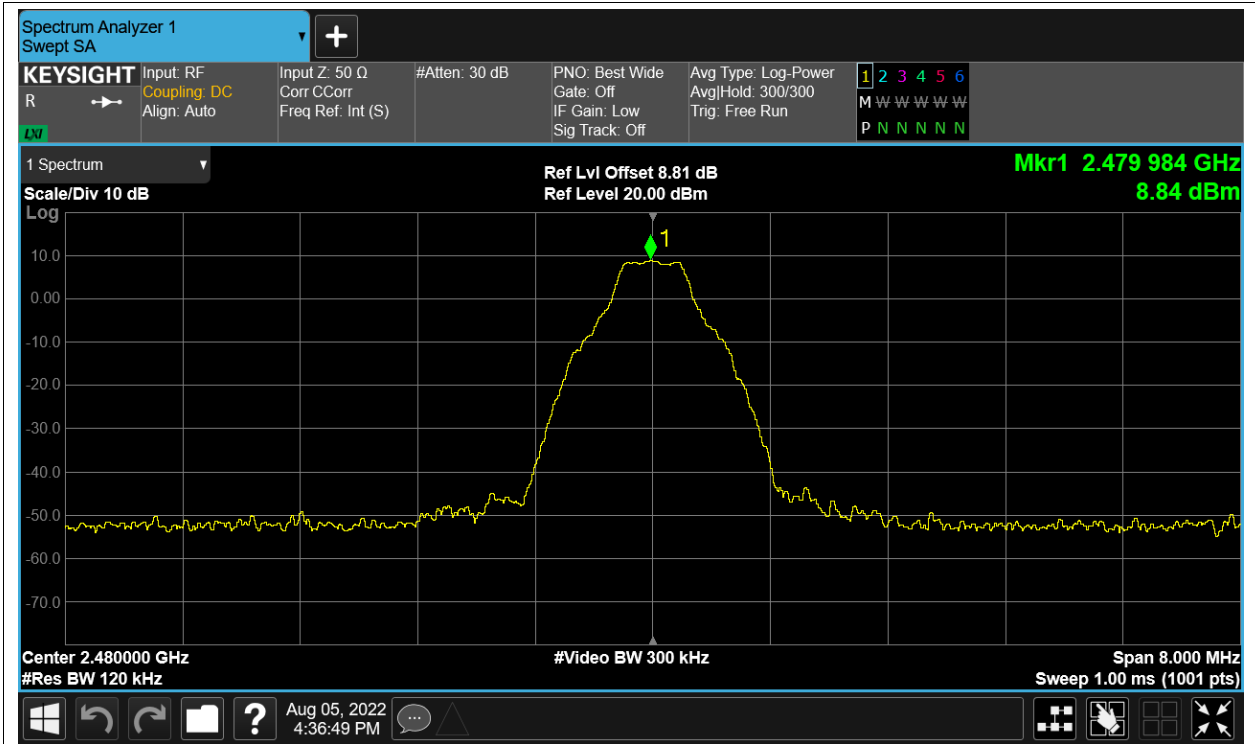 Spectrum Analyzer 1
Swept SA
KEYSIGHT
R
LXI
Input: RF
Coupling: DC
Align: Auto
Input Z: 50 Ω
Corr CCorr
Freq Ref: Int (S)
#Atten: 30 dB
PNO: Best Wide
Gate: Off
IF Gain: Low
Sig Track: Off
Avg Type: Log-Power
Avg|Hold: 300/300
Trig: Free Run
1 2 3 4 5 6
M W W W W W
P N N N N N
1 Spectrum
Scale/Div 10 dB
Ref Lvl Offset 8.81 dB
Ref Level 20.00 dBm
Mkr1 2.479 984 GHz
8.84 dBm
Log
1
10.0
0.00
-10.0
-20.0
-30.0
-40.0
-50.0
-60.0
-70.0
Center 2.480000 GHz
#Video BW 300 kHz
Span 8.000 MHz
#Res BW 120 kHz
Sweep 1.00 ms (1001 pts)
?
Aug 05, 2022
4:36:49 PM